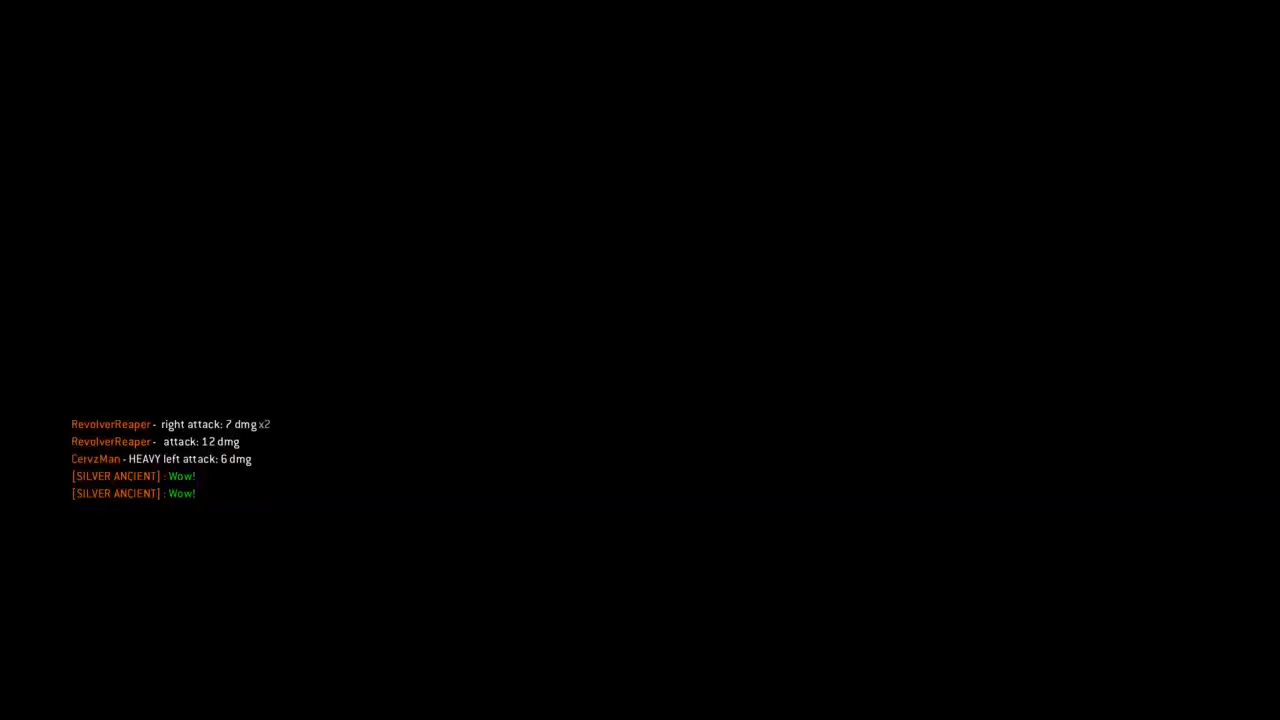 RevolverReaper - right attack: 7 dmg x2
RevolverReaper - attack: 12 dmg
CervzMan - HEAVY left attack: 6 dmg
[SILVER ANCIENT] : Wow!
[SILVER ANCIENT] : Wow!